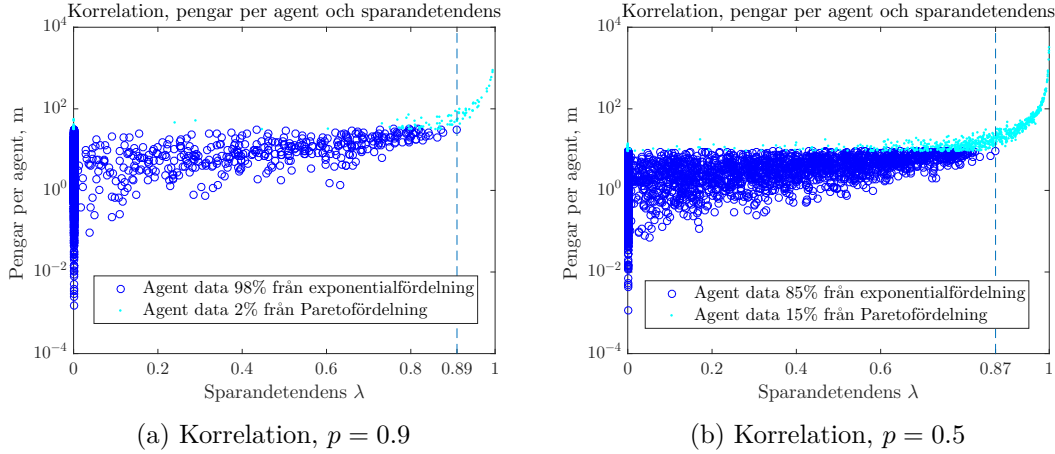 Korrelation, pengar per agent och sparandetendens
10^4
10^2
10^0
10^-2
10^-4
Pengar per agent, m
Agent data 98% från exponentialfördelning
Agent data 2% från Paretofördelning
0 0.2 0.4 0.6 0.8 0.89 1
Sparandetendens λ
(a) Korrelation, p = 0.9
Korrelation, pengar per agent och sparandetendens
10^4
10^2
10^0
10^-2
10^-4
Pengar per agent, m
Agent data 85% från exponentialfördelning
Agent data 15% från Paretofördelning
0 0.2 0.4 0.6 0.87 1
Sparandetendens λ
(b) Korrelation, p = 0.5